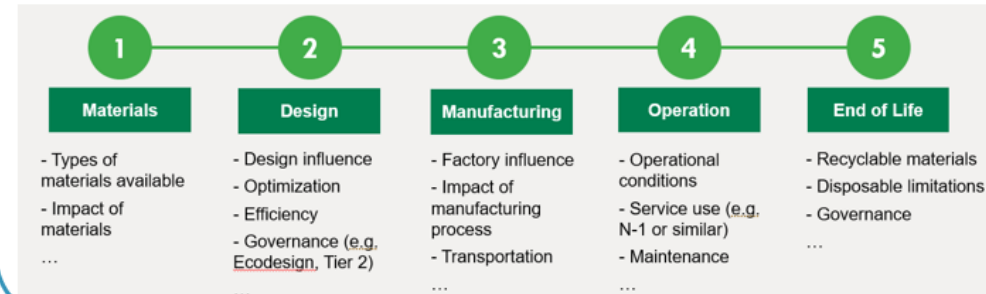 1
2
3
4
5
Materials
Design
Manufacturing
Operation
End of Life
- Types of
materials available
- Impact of
materials
…
- Design influence
- Optimization
- Efficiency
- Governance (e.g.
Ecodesign, Tier 2)
…
- Factory influence
- Impact of
manufacturing
process
- Transportation
…
- Operational
conditions
- Service use (e.g.
N-1 or similar)
- Maintenance
…
- Recyclable materials
- Disposable limitations
- Governance
…